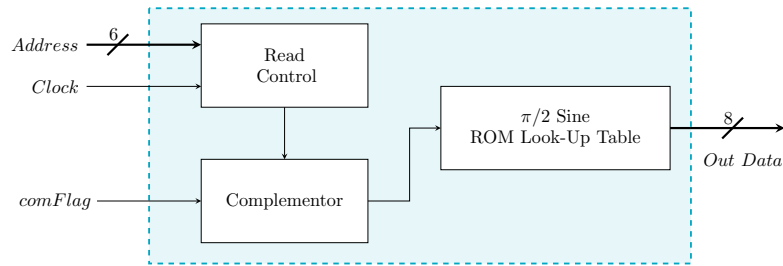 6
Address
Read
Control
Clock
π/2 Sine
ROM Look-Up Table
8
Out Data
comFlag
Complementor